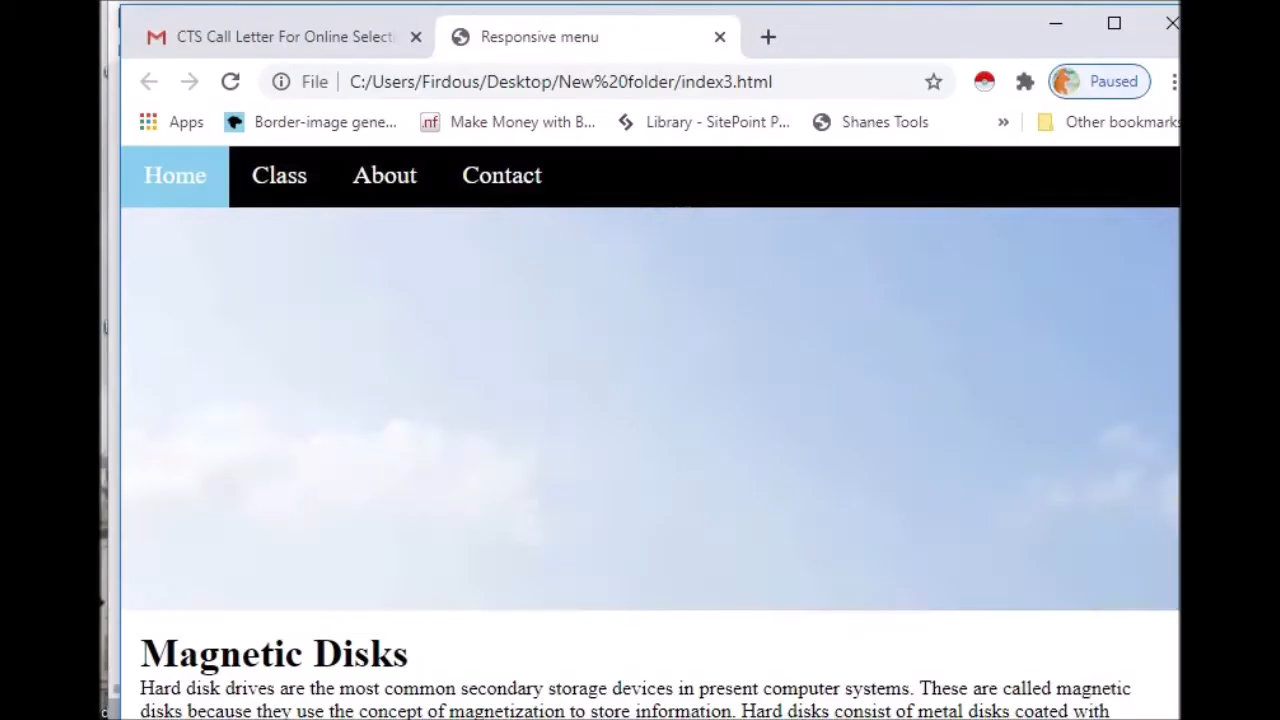 CTS Call Letter For Online Selecti
Responsive menu
File
C:/Users/Firdous/Desktop/New%20folder/index3.html
Paused
Apps
Border-image gene...
Make Money with B...
Library - SitePoint P...
Shanes Tools
»
Other bookmarks
Home
Class
About
Contact
Magnetic Disks
Hard disk drives are the most common secondary storage devices in present computer systems. These are called magnetic
disks because they use the concept of magnetization to store information. Hard disks consist of metal disks coated with